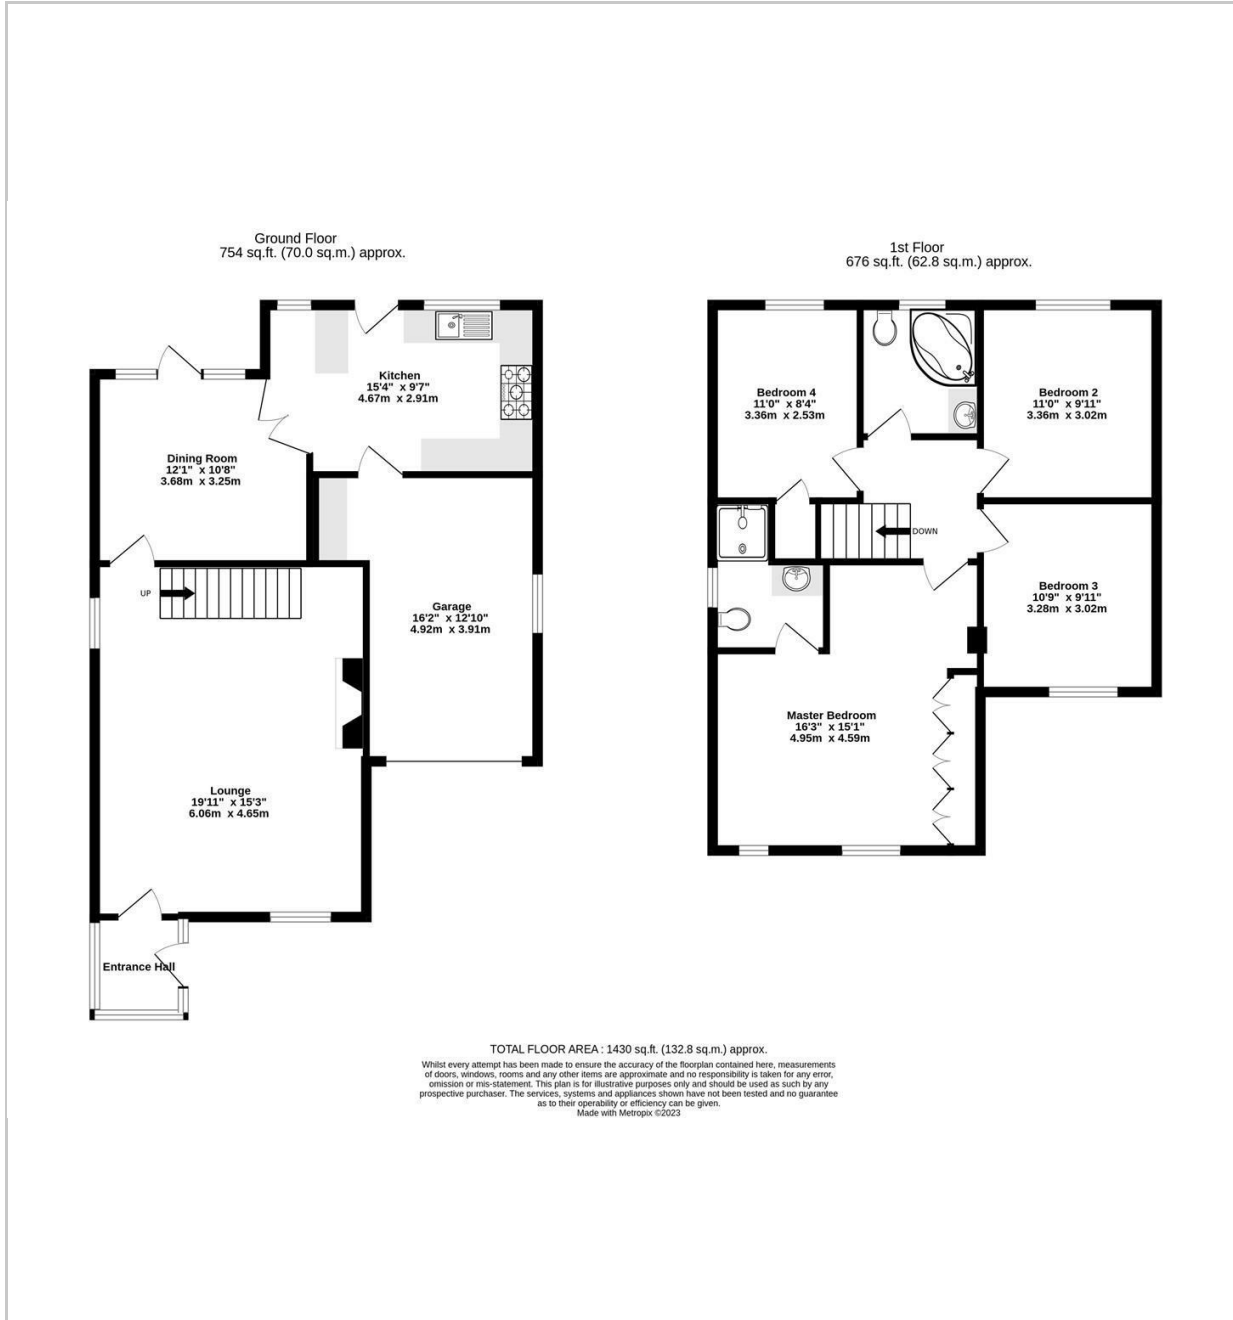 Ground Floor
754 sq.ft. (70.0 sq.m.) approx.
1st Floor
676 sq.ft. (62.8 sq.m.) approx.
Kitchen
15'4" x 9'7"
4.67m x 2.91m
Dining Room
12'1" x 10'8"
3.68m x 3.25m
UP
Garage
16'2" x 12'10"
4.92m x 3.91m
Lounge
19'11" x 15'3"
6.06m x 4.65m
Entrance Hall
Bedroom 4
11'0" x 8'4"
3.36m x 2.53m
Bedroom 2
11'0" x 9'11"
3.36m x 3.02m
DOWN
Bedroom 3
10'9" x 9'11"
3.28m x 3.02m
Master Bedroom
16'3" x 15'1"
4.95m x 4.59m
TOTAL FLOOR AREA : 1430 sq.ft. (132.8 sq.m.) approx.
Whilst every attempt has been made to ensure the accuracy of the floorplan contained here, measurements
of doors, windows, rooms and any other items are approximate and no responsibility is taken for any error,
omission or mis-statement. This plan is for illustrative purposes only and should be used as such by any
prospective purchaser. The services, systems and appliances shown have not been tested and no guarantee
as to their operability or efficiency can be given.
Made with Metropix ©2023